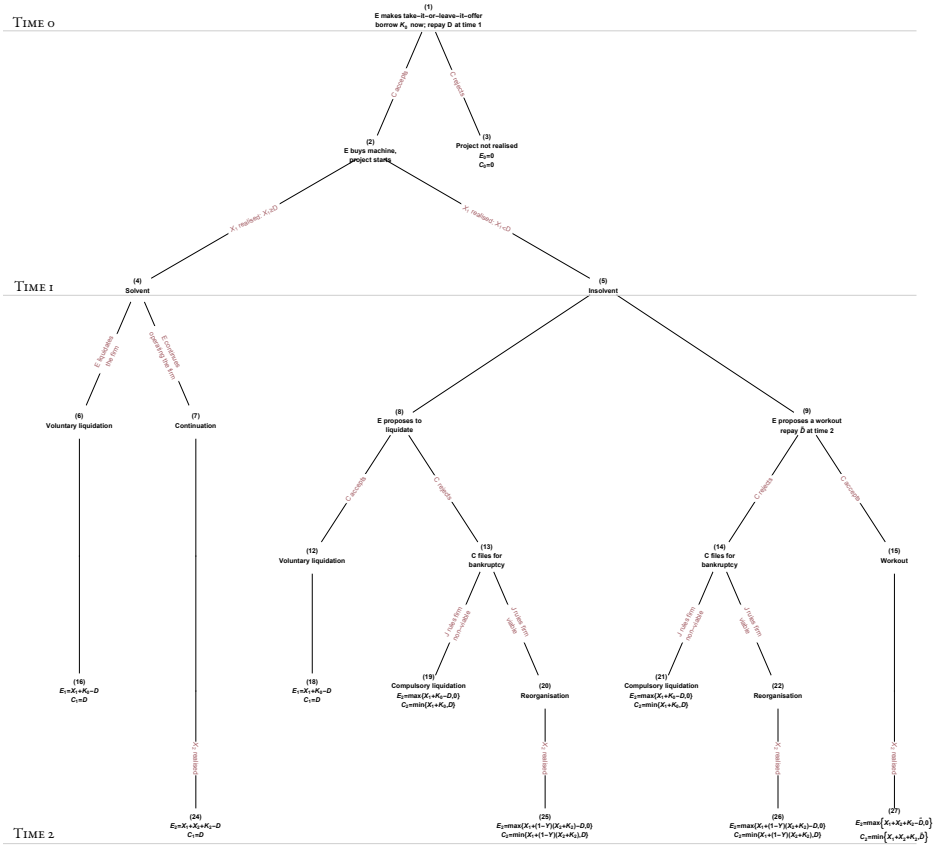 (1)
E makes take-it-or-leave-it-offer
borrow K₀ now; repay D at time 1
TIME 0
C accepts
C rejects
(2)
E buys machine,
project starts
(3)
Project not realised
E₀=0
C₀=0
X₁ realised: X₁≥D
X₁ realised: X₁<D
(4)
Solvent
(5)
Insolvent
TIME 1
E liquidates
the firm
E continues
operating the firm
(6)
Voluntary liquidation
(7)
Continuation
(8)
E proposes to
liquidate
(9)
E proposes a workout
repay D̂ at time 2
C accepts
C rejects
C rejects
C accepts
(12)
Voluntary liquidation
(13)
C files for
bankruptcy
(14)
C files for
bankruptcy
(15)
Workout
J rules firm
non-viable
J rules firm
viable
J rules firm
non-viable
J rules firm
viable
(16)
E₁=X₁+K₀-D
C₁=D
(18)
E₁=X₁+K₀-D
C₁=D
(19)
Compulsory liquidation
E₂=max{X₁+K₀-D,0}
C₂=min{X₁+K₀,D}
(20)
Reorganisation
(21)
Compulsory liquidation
E₂=max{X₁+K₀-D,0}
C₂=min{X₁+K₀,D}
(22)
Reorganisation
X₂ realised
X₂ realised
X₂ realised
X₂ realised
(24)
E₂=X₁+X₂+K₂-D
C₁=D
(25)
E₂=max{X₁+(1-Y)(X₂+K₂)-D,0}
C₂=min{X₁+(1-Y)(X₂+K₂),D}
(26)
E₂=max{X₁+(1-Y)(X₂+K₂)-D,0}
C₂=min{X₁+(1-Y)(X₂+K₂),D}
(27)
E₂=max{X₁+X₂+K₂-D̂,0}
C₂=min{X₁+X₂+K₂,D̂}
TIME 2